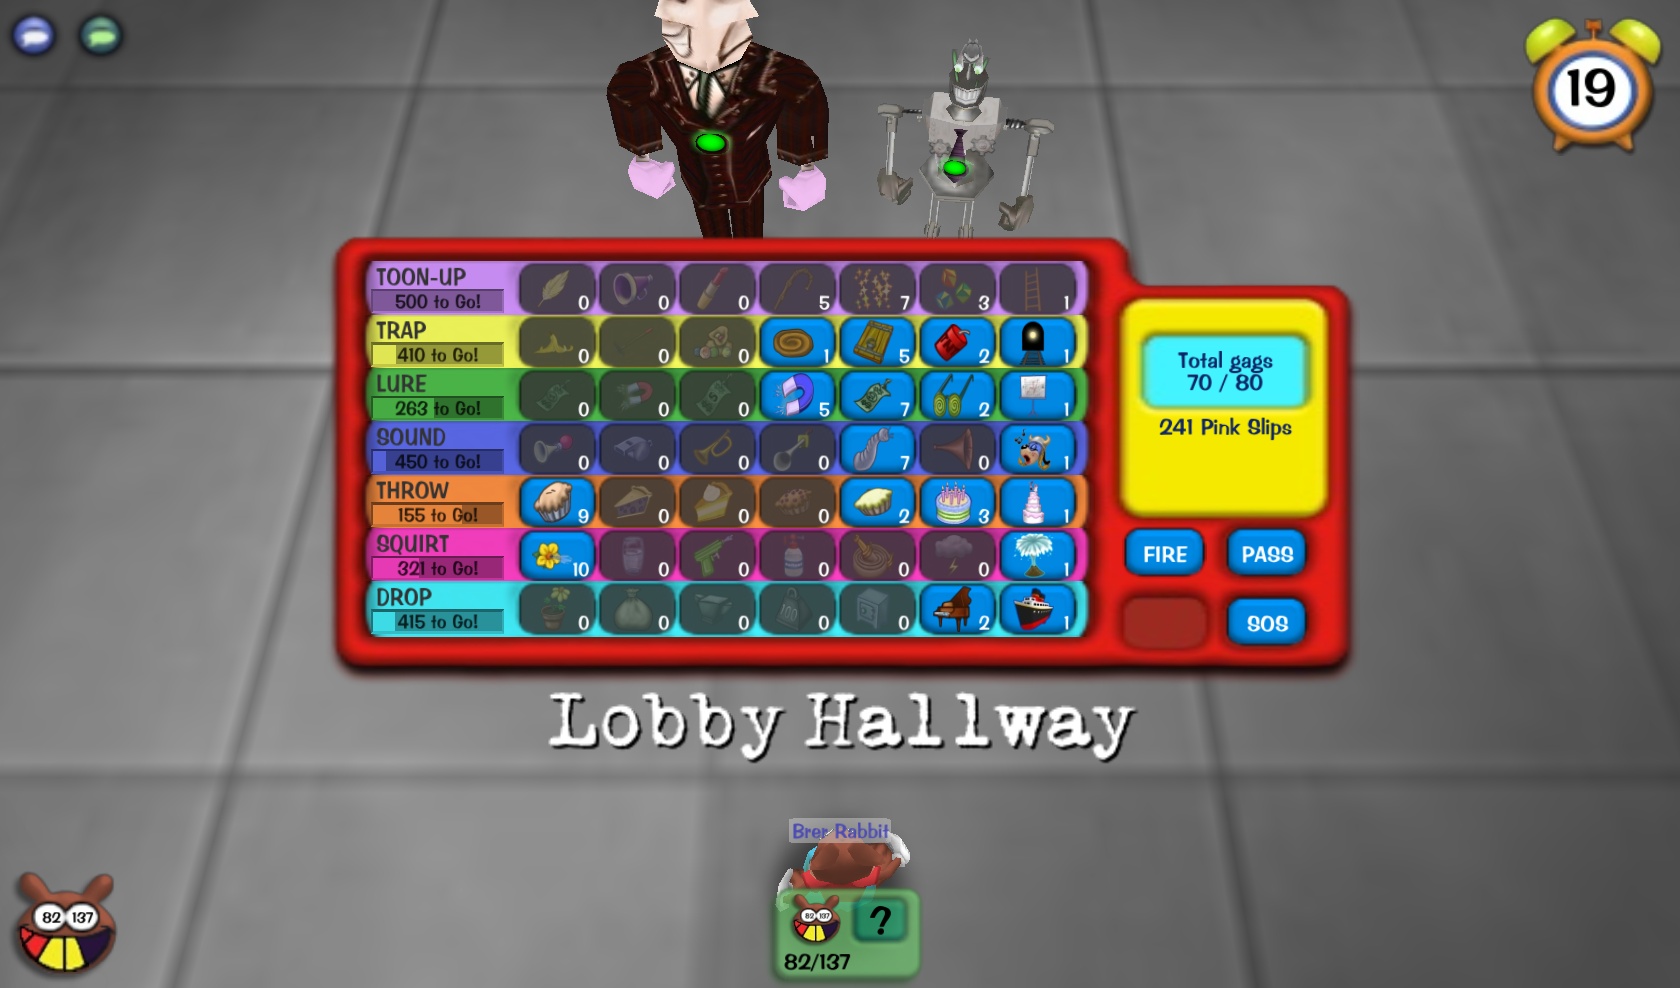 19
TOON-UP
500 to Go!
0 0 0 5 7 3 1
TRAP
410 to Go!
0 0 0 1 5 2 1
LURE
263 to Go!
0 0 0 5 7 2 1
SOUND
450 to Go!
0 0 0 0 7 0 1
THROW
155 to Go!
9 0 0 0 2 3 1
SQUIRT
321 to Go!
10 0 0 0 0 0 1
DROP
415 to Go!
0 0 0 100 0 0 2 1
Total gags
70 / 80
241 Pink Slips
FIRE
PASS
SOS
Lobby Hallway
Brer Rabbit
82 137
?
82/137
82 137